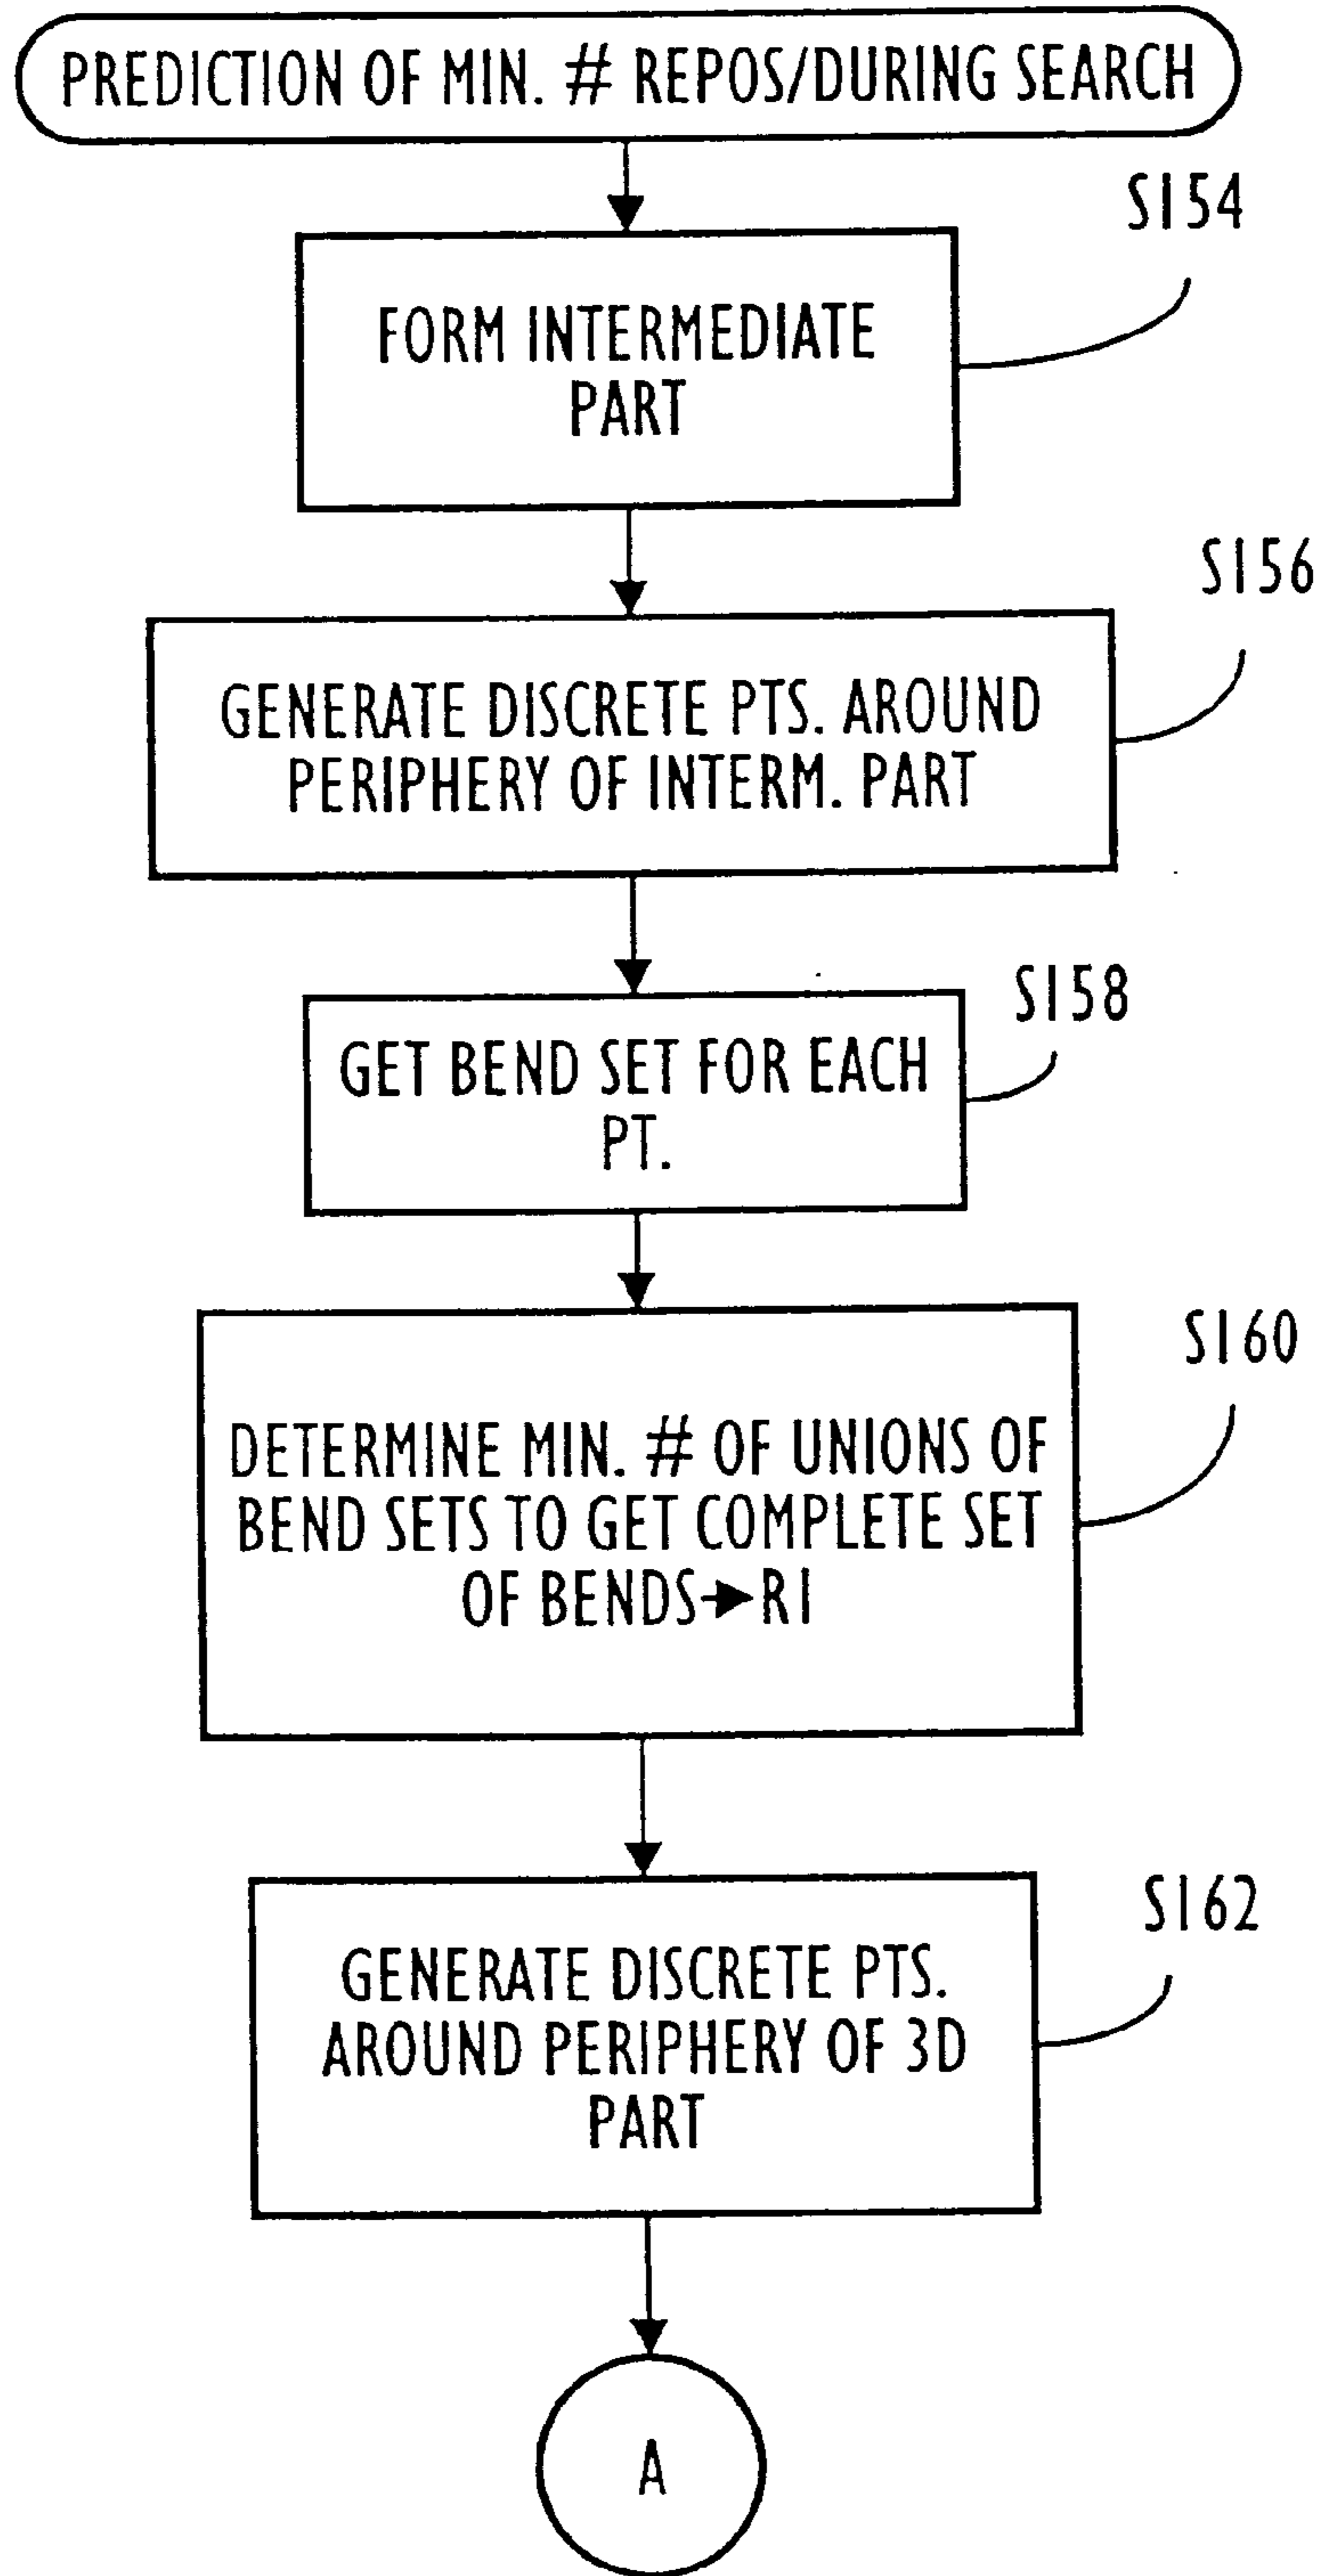 PREDICTION OF MIN. # REPOS/DURING SEARCH
S154
FORM INTERMEDIATE
PART
S156
GENERATE DISCRETE PTS. AROUND
PERIPHERY OF INTERM. PART
S158
GET BEND SET FOR EACH
PT.
S160
DETERMINE MIN. # OF UNIONS OF
BEND SETS TO GET COMPLETE SET
OF BENDS→R1
S162
GENERATE DISCRETE PTS.
AROUND PERIPHERY OF 3D
PART
A